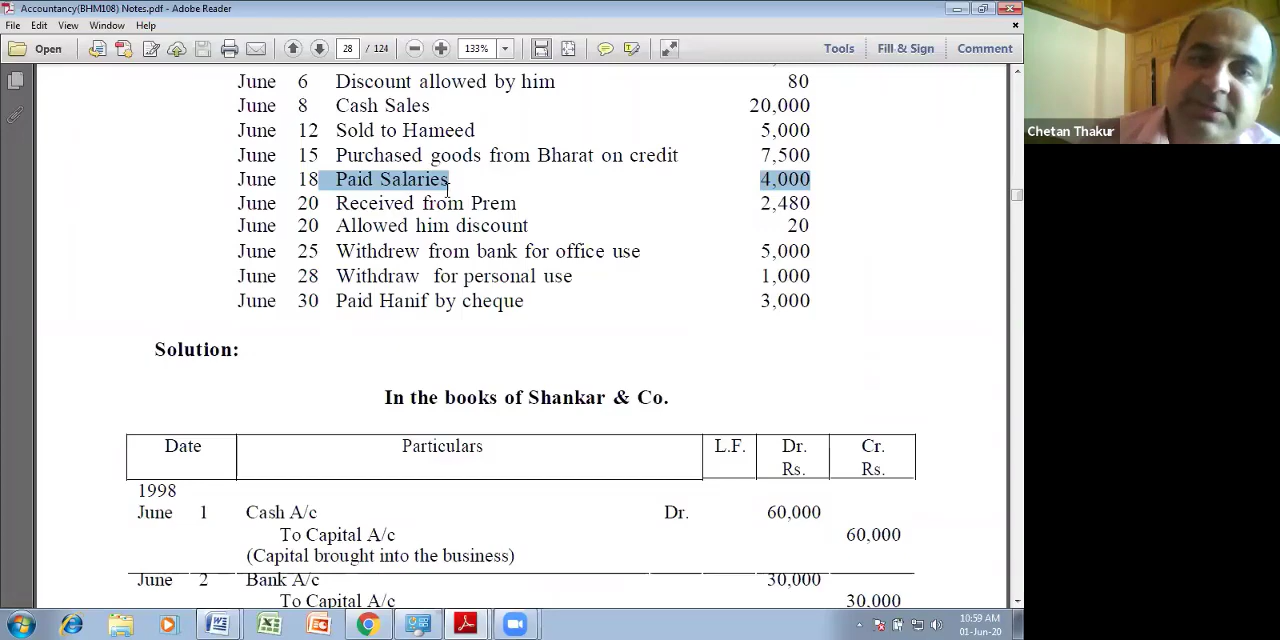 Accountancy(BHM108) Notes.pdf - Adobe Reader
File Edit View Window Help
Open 28 / 124 133% Tools Fill & Sign Comment
June 6 Discount allowed by him 80
June 8 Cash Sales 20,000
June 12 Sold to Hameed 5,000
June 15 Purchased goods from Bharat on credit 7,500
June 18 Paid Salaries 4,000
June 20 Received from Prem 2,480
June 20 Allowed him discount 20
June 25 Withdrew from bank for office use 5,000
June 28 Withdraw for personal use 1,000
June 30 Paid Hanif by cheque 3,000
Solution:
In the books of Shankar & Co.
Date Particulars L.F. Dr. Cr.
Rs. Rs.
1998
June 1 Cash A/c Dr. 60,000
To Capital A/c 60,000
(Capital brought into the business)
June 2 Bank A/c 30,000
To Capital A/c 30,000
Chetan Thakur
10:59 AM
01-Jun-20